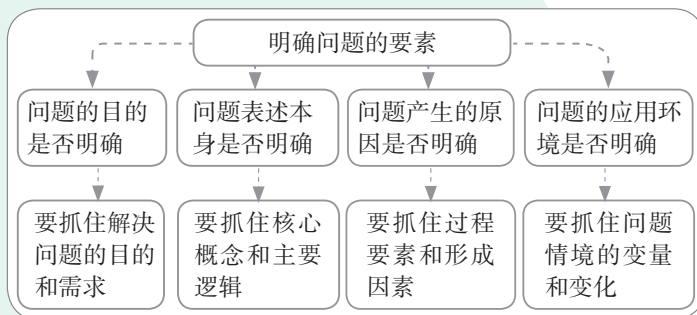 明确问题的要素
问题的目的
是否明确
问题表述本
身是否明确
问题产生的原
因是否明确
问题的应用环
境是否明确
要抓住解决
问题的目的
和需求
要抓住核心
概念和主要
逻辑
要抓住过程
要素和形成
因素
要抓住问题
情境的变量
和变化